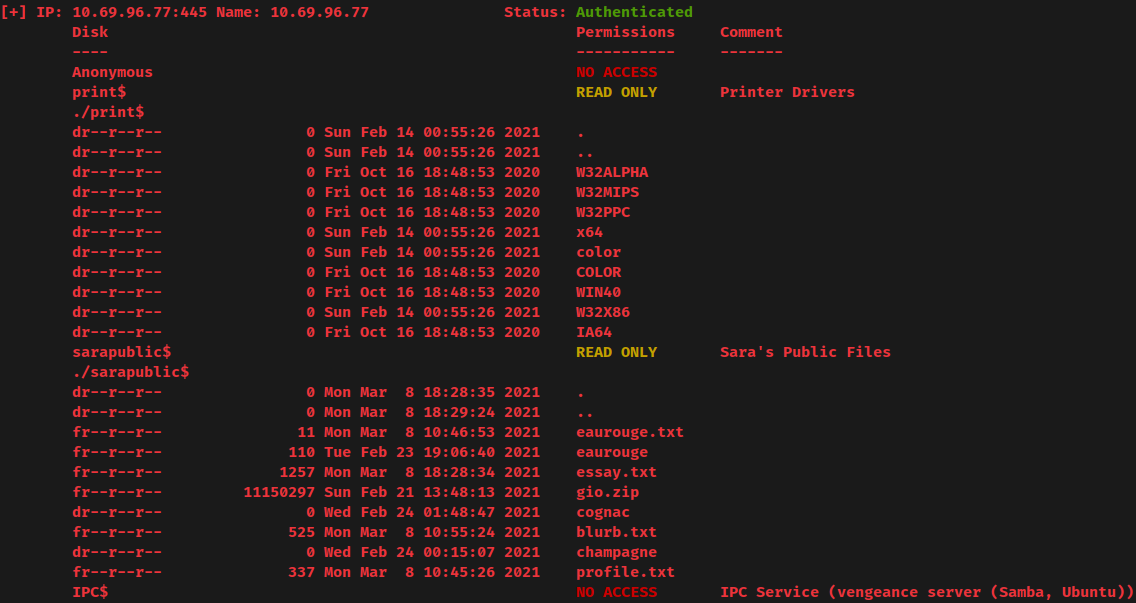 [+] IP: 10.69.96.77:445 Name: 10.69.96.77 Status: Authenticated
Disk Permissions Comment
---- ----------- -------
Anonymous NO ACCESS
print$ READ ONLY Printer Drivers
./print$
dr--r--r-- 0 Sun Feb 14 00:55:26 2021 .
dr--r--r-- 0 Sun Feb 14 00:55:26 2021 ..
dr--r--r-- 0 Fri Oct 16 18:48:53 2020 W32ALPHA
dr--r--r-- 0 Fri Oct 16 18:48:53 2020 W32MIPS
dr--r--r-- 0 Fri Oct 16 18:48:53 2020 W32PPC
dr--r--r-- 0 Sun Feb 14 00:55:26 2021 x64
dr--r--r-- 0 Sun Feb 14 00:55:26 2021 color
dr--r--r-- 0 Fri Oct 16 18:48:53 2020 COLOR
dr--r--r-- 0 Fri Oct 16 18:48:53 2020 WIN40
dr--r--r-- 0 Sun Feb 14 00:55:26 2021 W32X86
dr--r--r-- 0 Fri Oct 16 18:48:53 2020 IA64
sarapublic$ READ ONLY Sara's Public Files
./sarapublic$
dr--r--r-- 0 Mon Mar 8 18:28:35 2021 .
dr--r--r-- 0 Mon Mar 8 18:29:24 2021 ..
fr--r--r-- 11 Mon Mar 8 10:46:53 2021 eaurouge.txt
fr--r--r-- 110 Tue Feb 23 19:06:40 2021 eaurouge
fr--r--r-- 1257 Mon Mar 8 18:28:34 2021 essay.txt
fr--r--r-- 11150297 Sun Feb 21 13:48:13 2021 gio.zip
dr--r--r-- 0 Wed Feb 24 01:48:47 2021 cognac
fr--r--r-- 525 Mon Mar 8 10:55:24 2021 blurb.txt
dr--r--r-- 0 Wed Feb 24 00:15:07 2021 champagne
fr--r--r-- 337 Mon Mar 8 10:45:26 2021 profile.txt
IPC$ NO ACCESS IPC Service (vengeance server (Samba, Ubuntu))